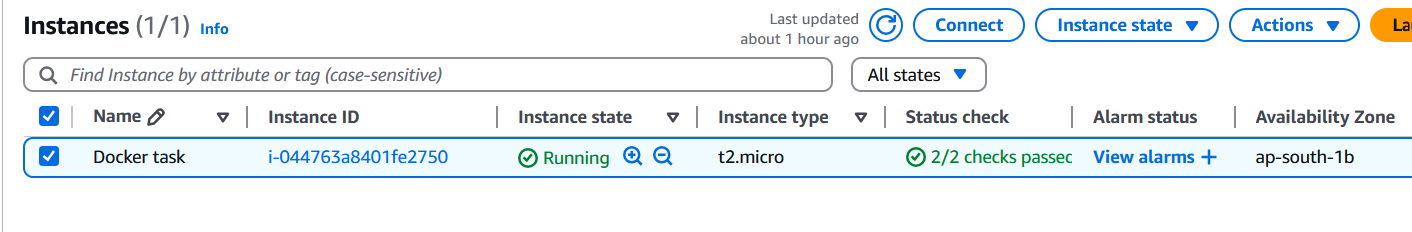 Instances (1/1) Info
Last updated
about 1 hour ago
Connect
Instance state
Actions
Find Instance by attribute or tag (case-sensitive)
All states
Name Instance ID Instance state Instance type Status check Alarm status Availability Zone
Docker task i-044763a8401fe2750 Running t2.micro 2/2 checks passed View alarms + ap-south-1b